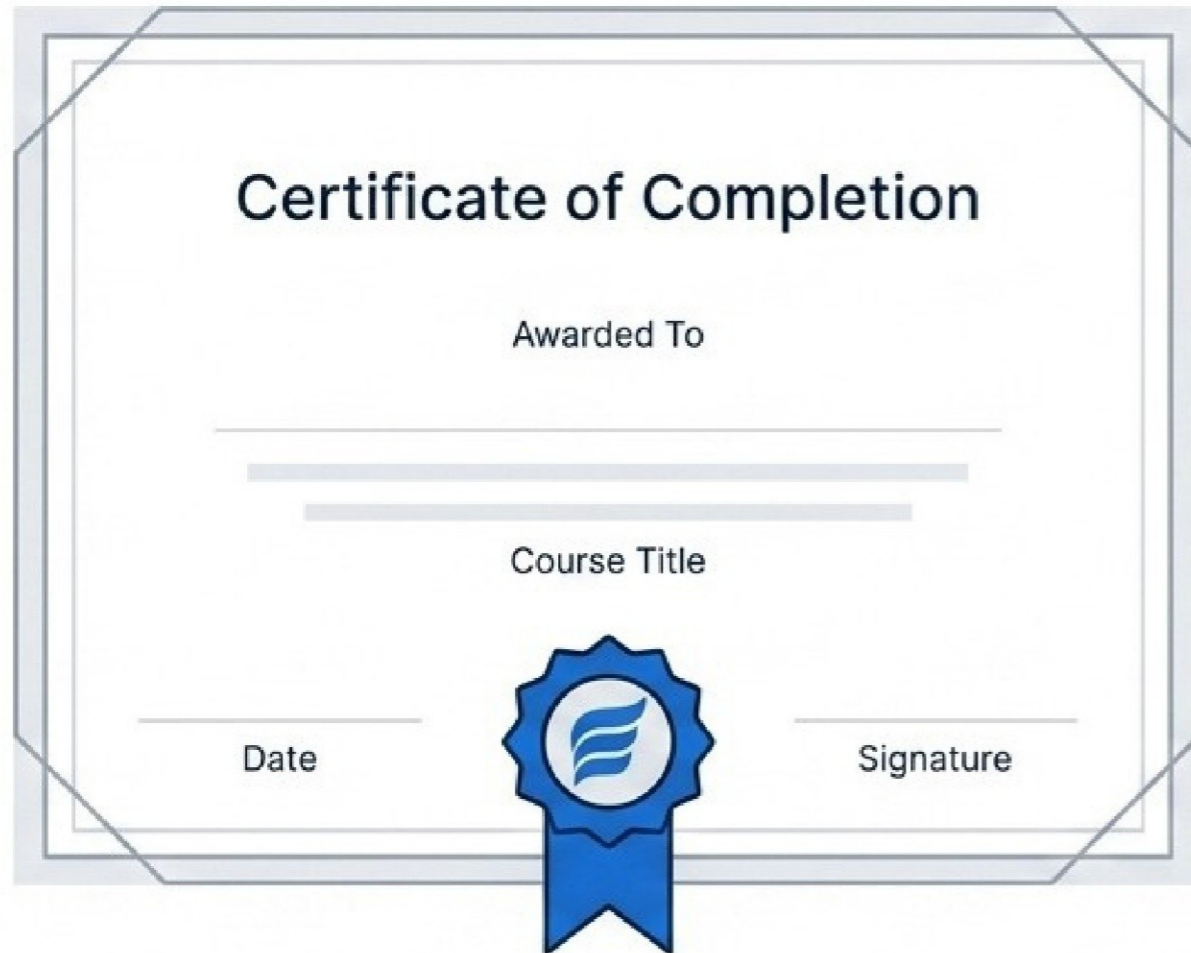 Certificate of Completion
Awarded To
Course Title
Date
Signature